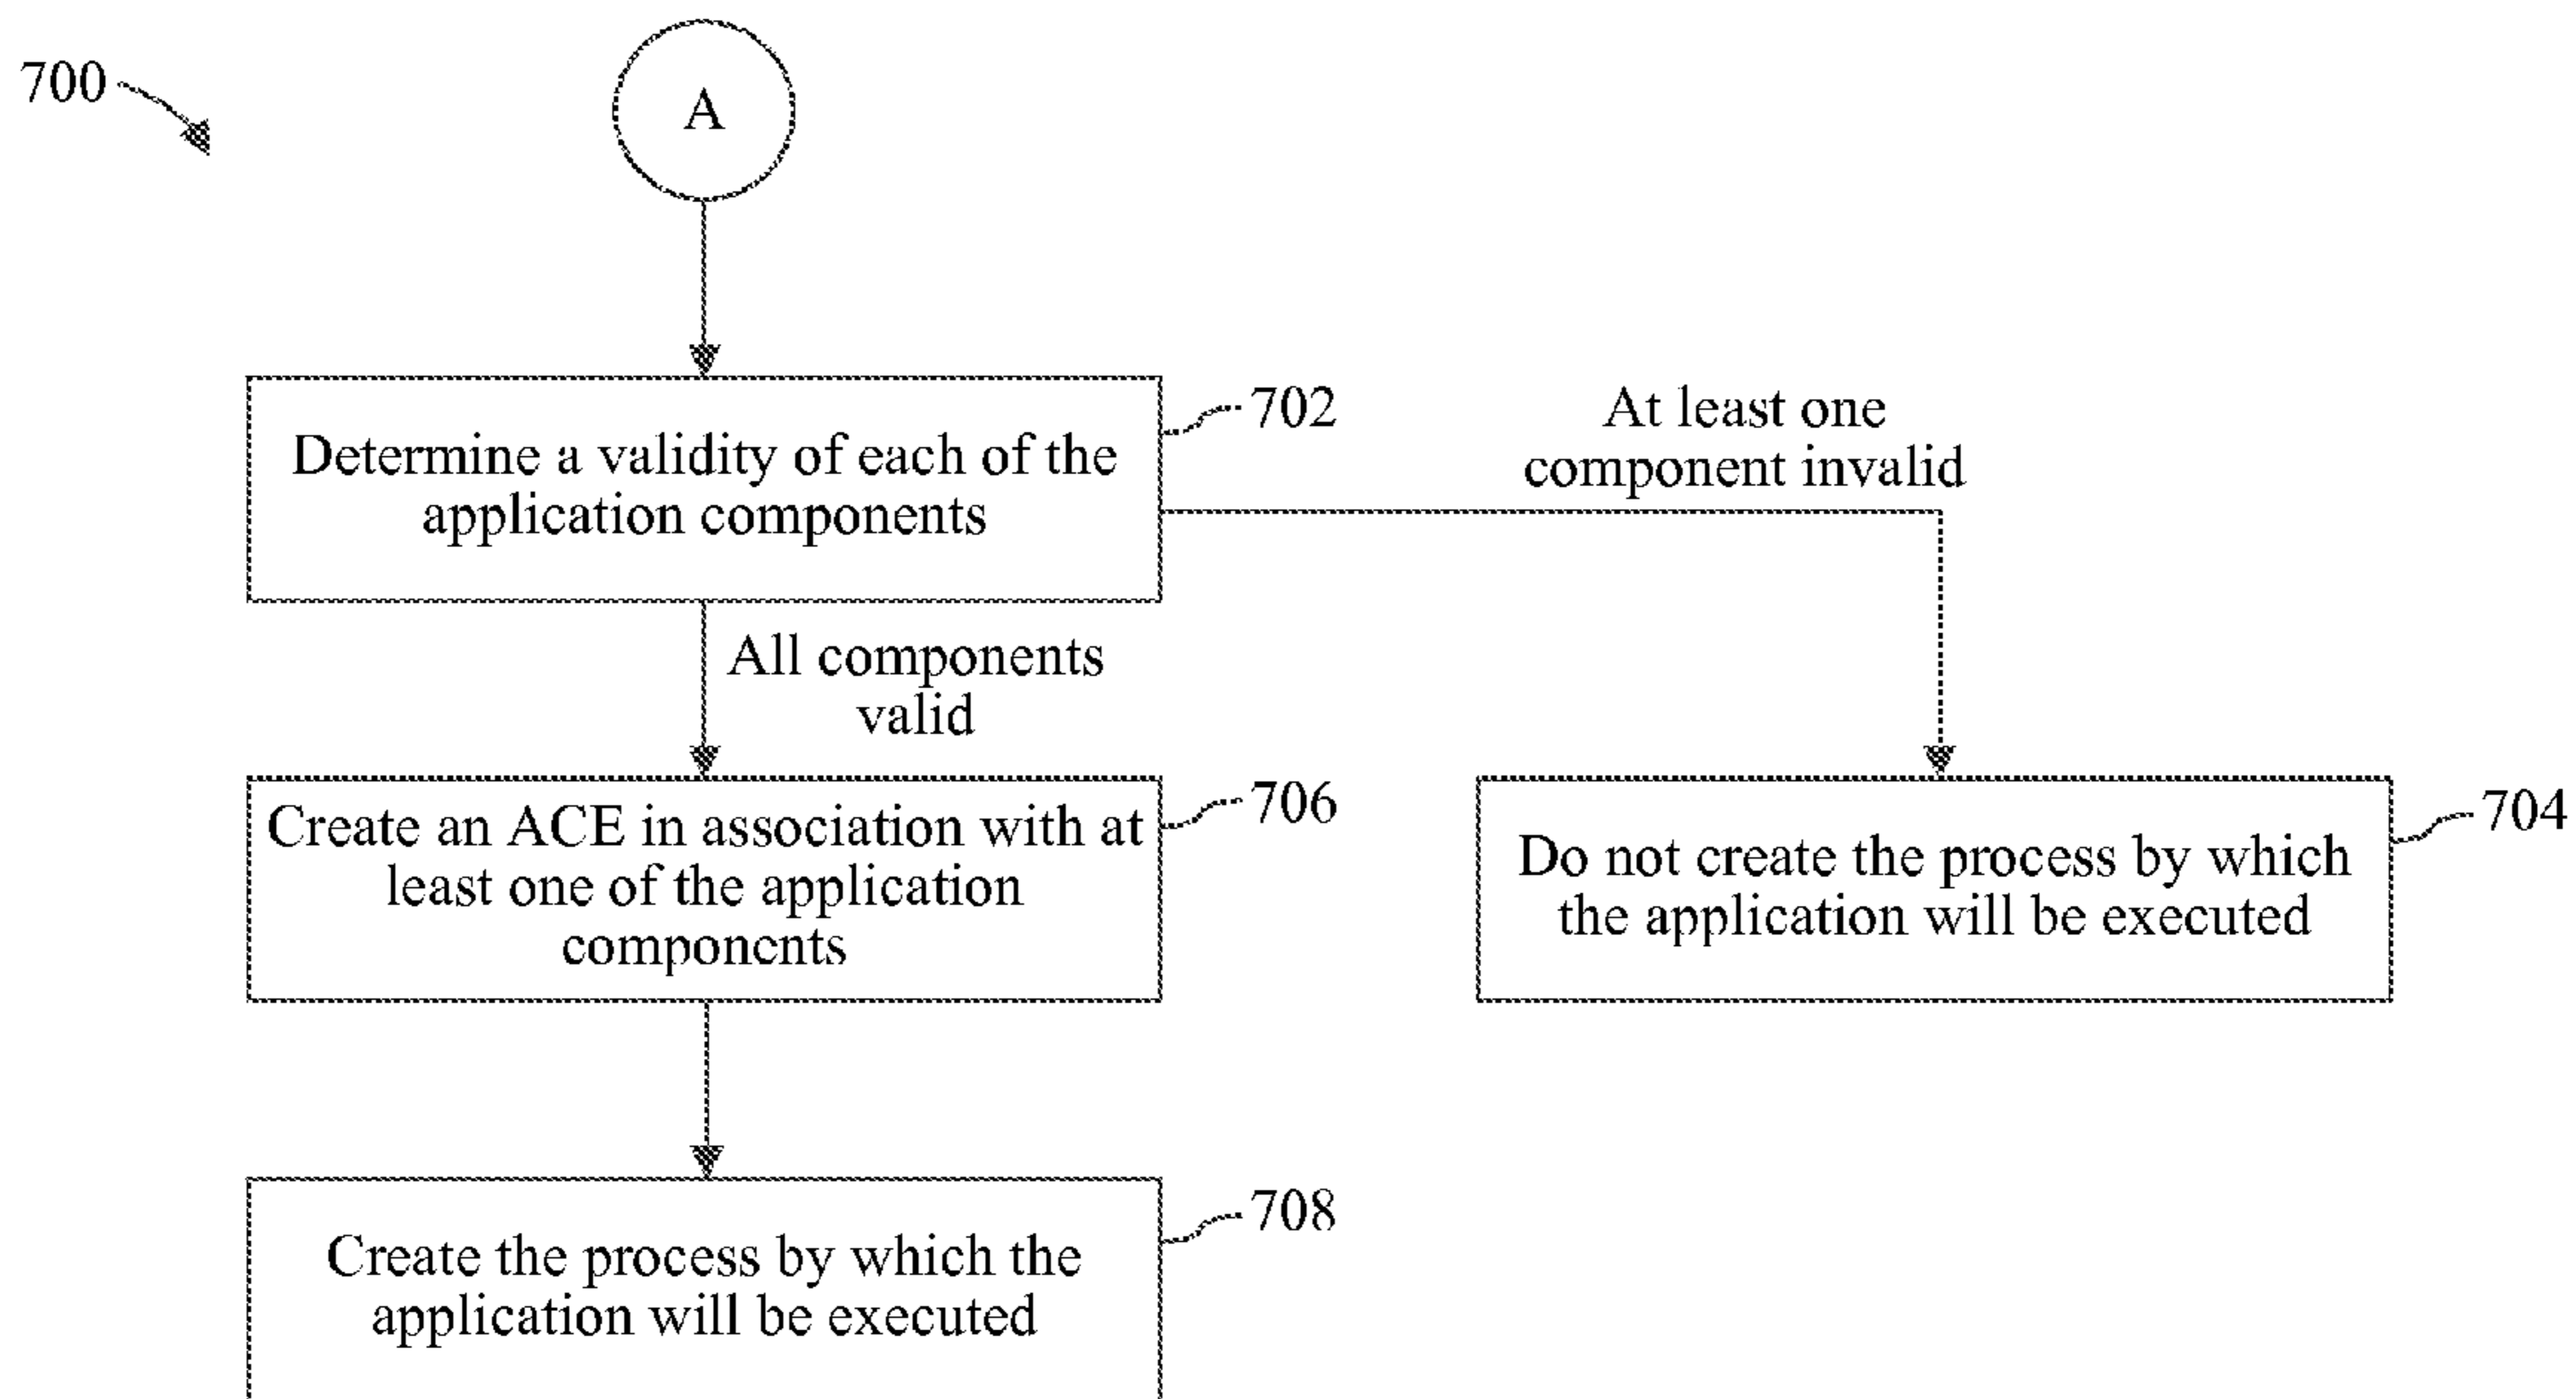 700
A
Determine a validity of each of the
application components
702
At least one
component invalid
All components
valid
Create an ACE in association with at
least one of the application
components
706
Do not create the process by which
the application will be executed
704
Create the process by which the
application will be executed
708